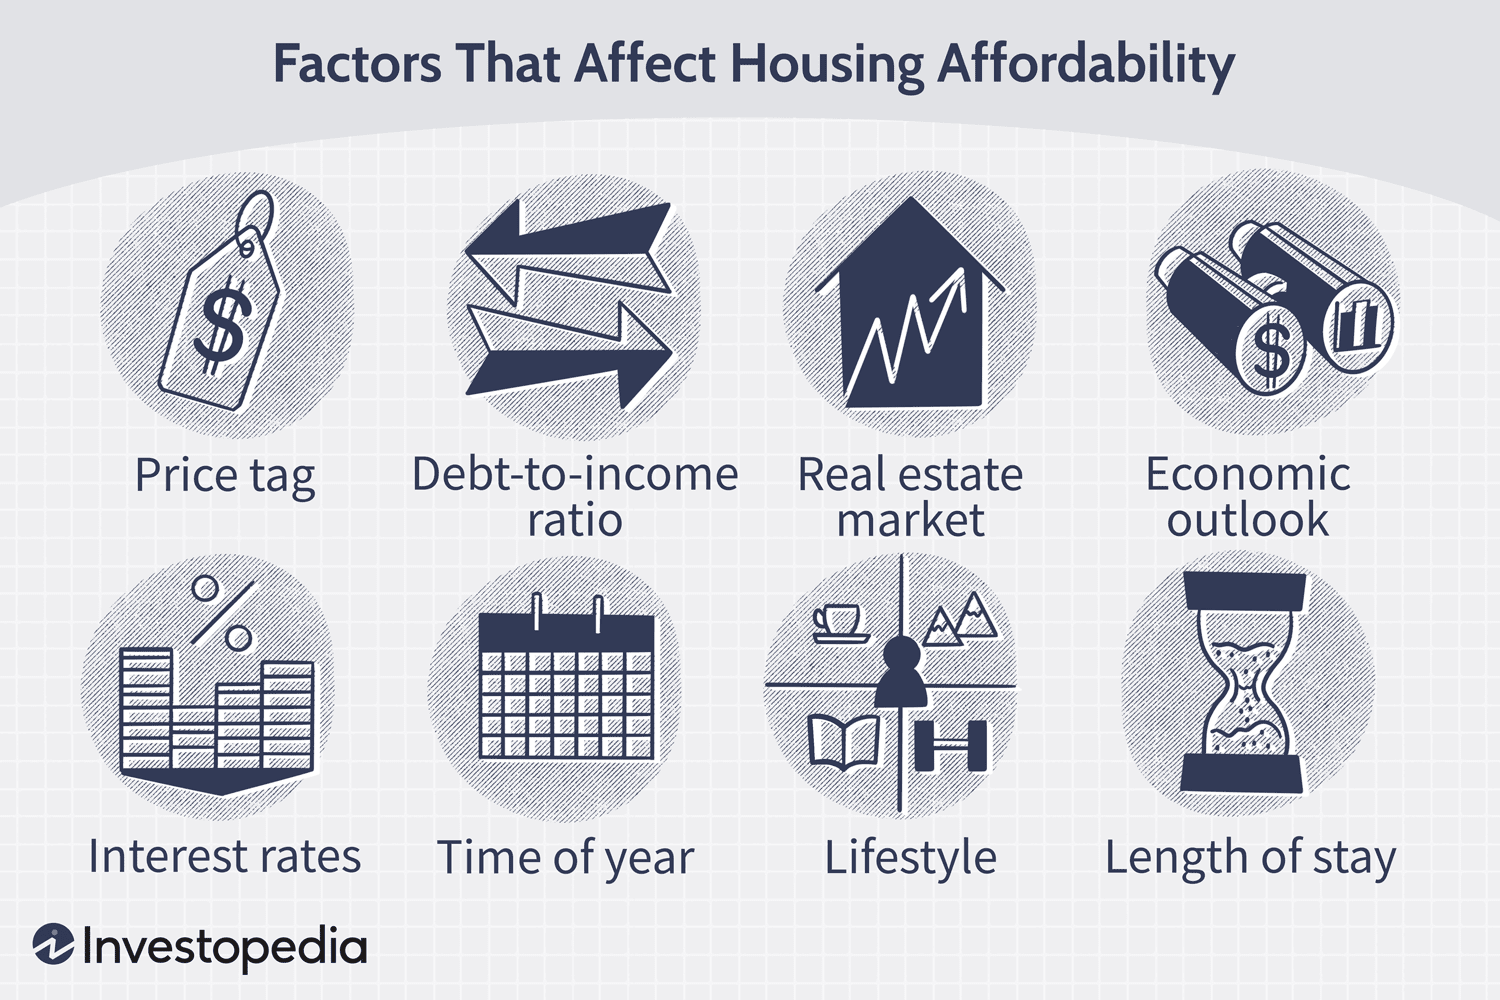 Factors That Affect Housing Affordability
$
$
Price tag
Debt-to-income
ratio
Real estate
market
Economic
outlook
%
Interest rates
Time of year
Lifestyle
Length of stay
Investopedia